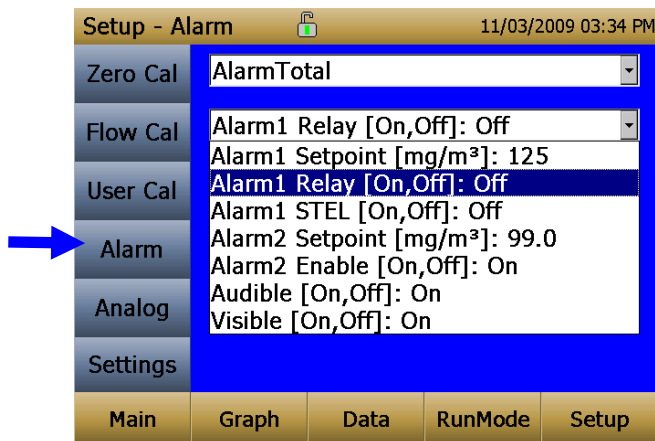 Setup - Alarm 11/03/2009 03:34 PM
Zero Cal
AlarmTotal
Flow Cal
Alarm1 Relay [On,Off]: Off
Alarm1 Setpoint [mg/m³]: 125
User Cal
Alarm1 Relay [On,Off]: Off
Alarm1 STEL [On,Off]: Off
Alarm
Alarm2 Setpoint [mg/m³]: 99.0
Alarm2 Enable [On,Off]: On
Analog
Audible [On,Off]: On
Visible [On,Off]: On
Settings
Main Graph Data RunMode Setup